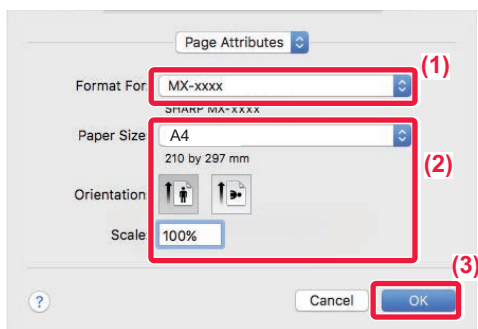 Page Attributes
(1)
Format For: MX-xxxx
SHARP MX-xxxx
Paper Size: A4
210 by 297 mm
(2)
Orientation:
Scale: 100%
(3)
? Cancel OK